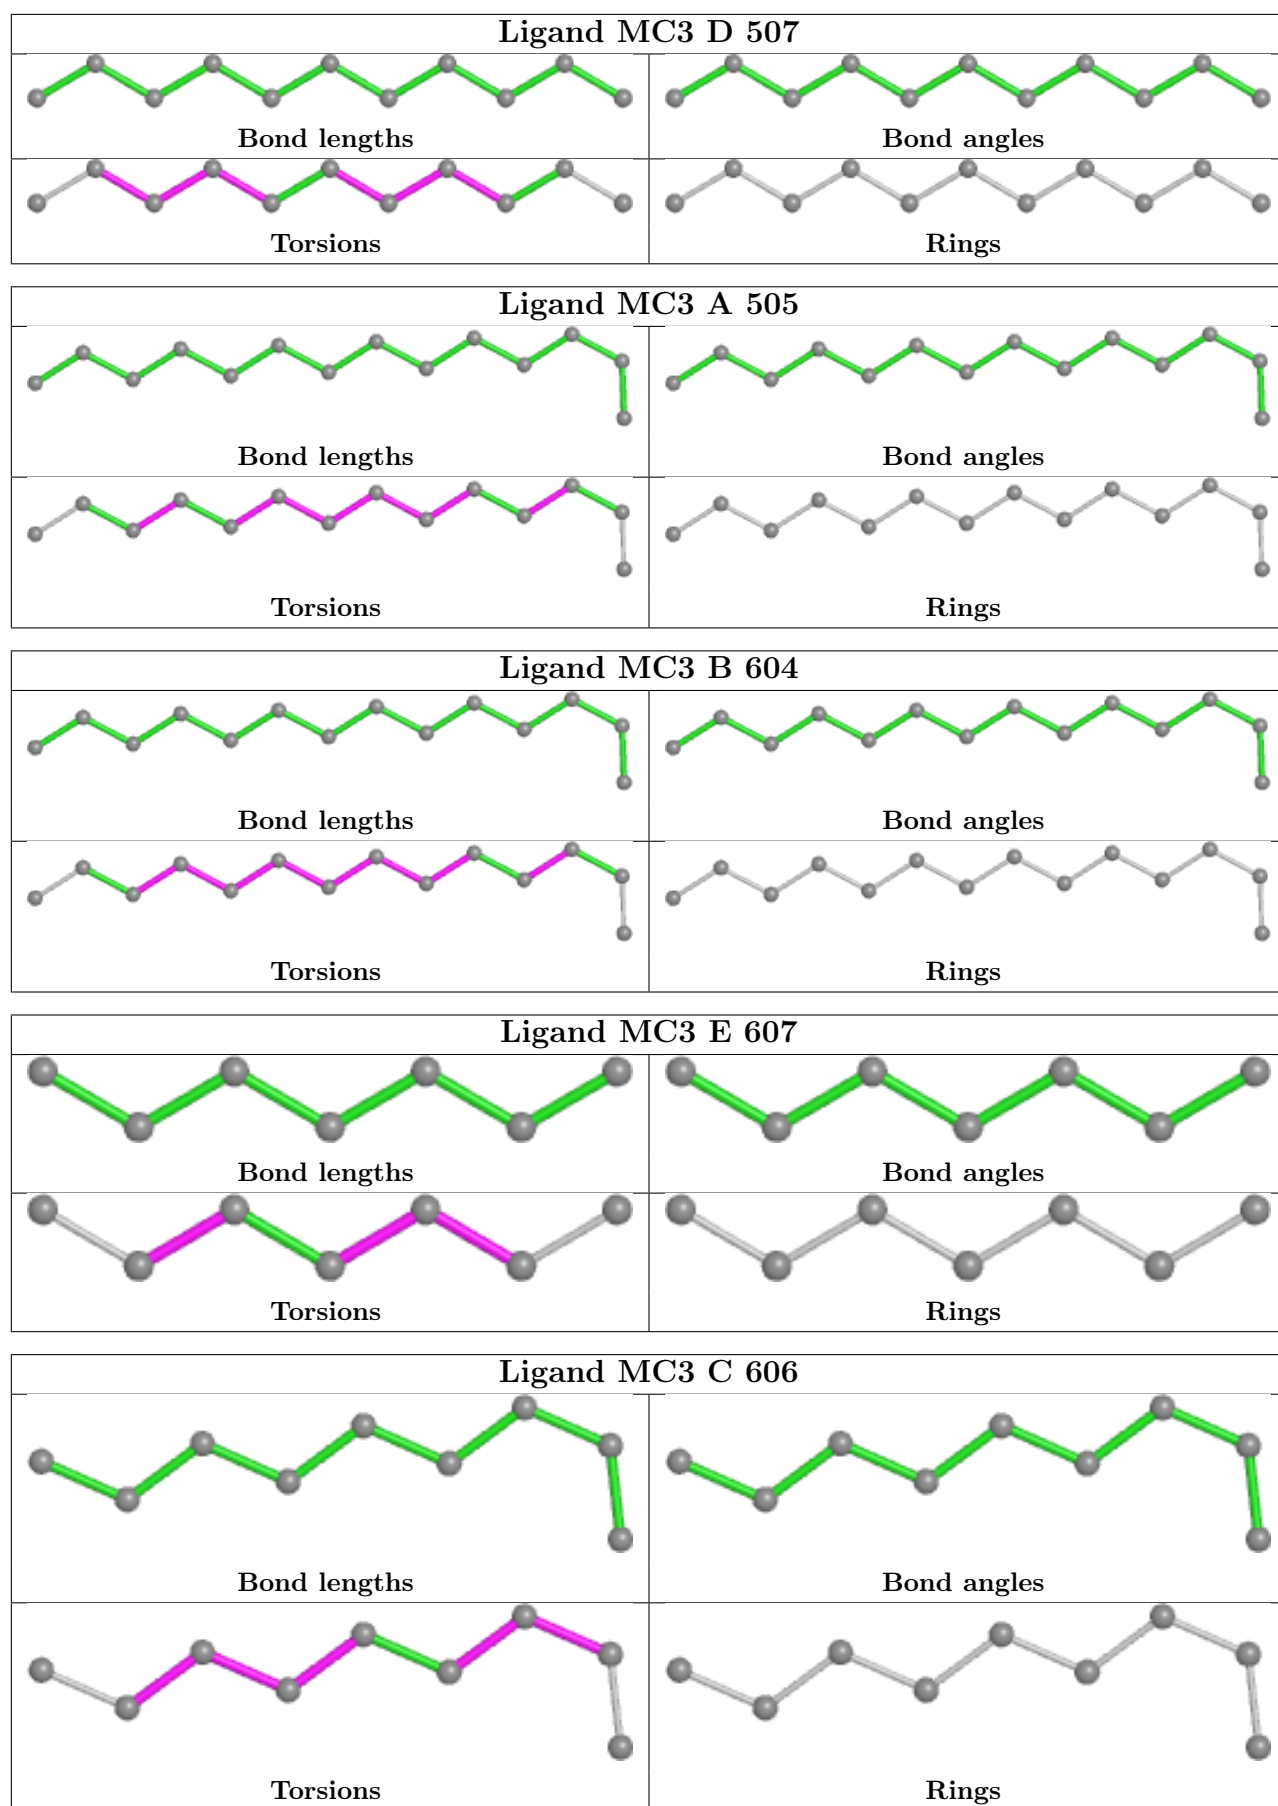 Ligand MC3 D 507
Bond lengths
Bond angles
Torsions
Rings
Ligand MC3 A 505
Bond lengths
Bond angles
Torsions
Rings
Ligand MC3 B 604
Bond lengths
Bond angles
Torsions
Rings
Ligand MC3 E 607
Bond lengths
Bond angles
Torsions
Rings
Ligand MC3 C 606
Bond lengths
Bond angles
Torsions
Rings